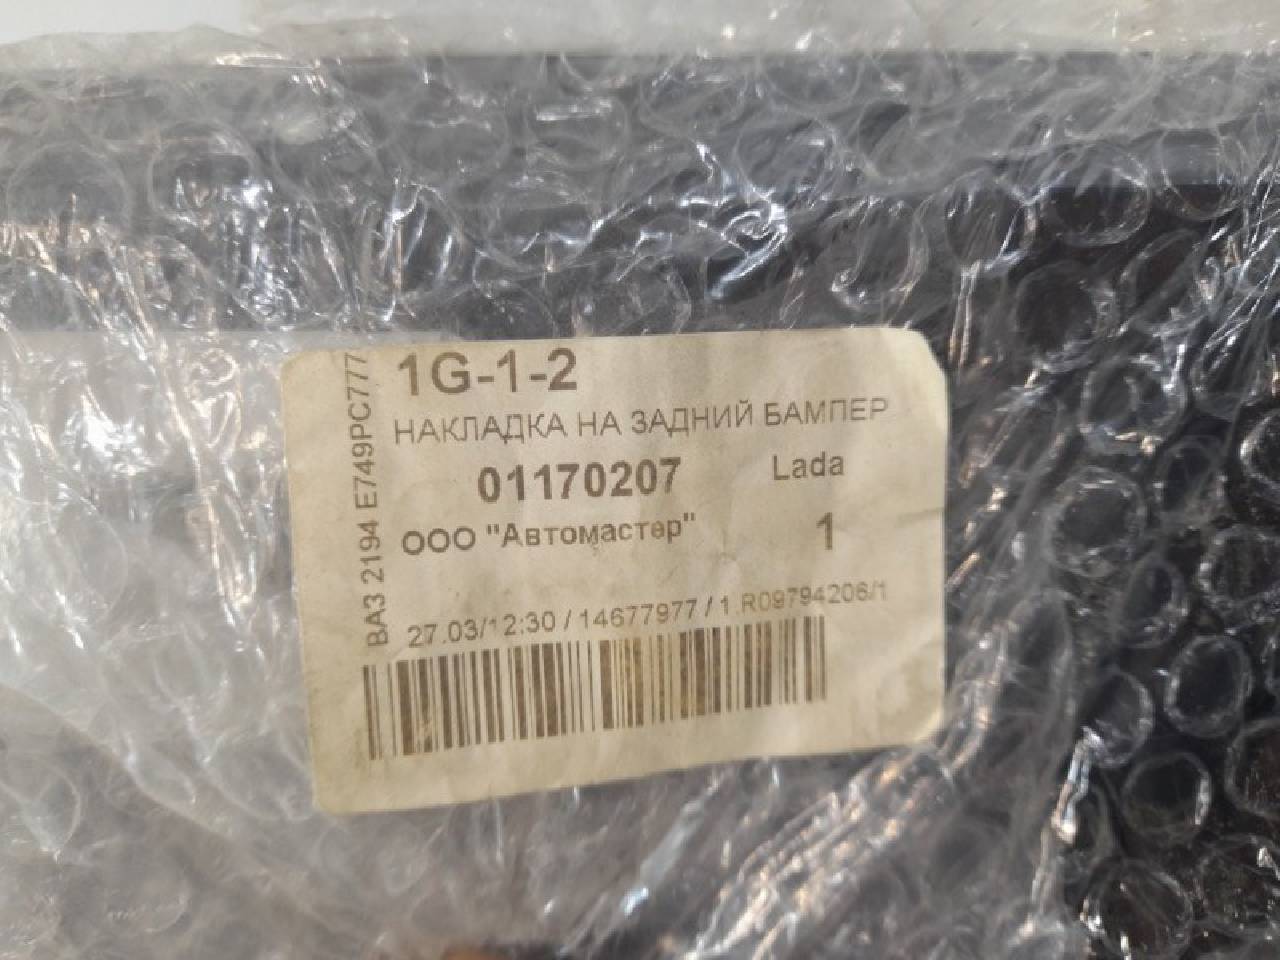 1G-1-2
НАКЛАДКА НА ЗАДНИЙ БАМПЕР
01170207 Lada
ООО "Автомастер" 1
27.03/12:30 / 14677977 / 1.R09794206/1
ВАЗ 2194 Е749РС777